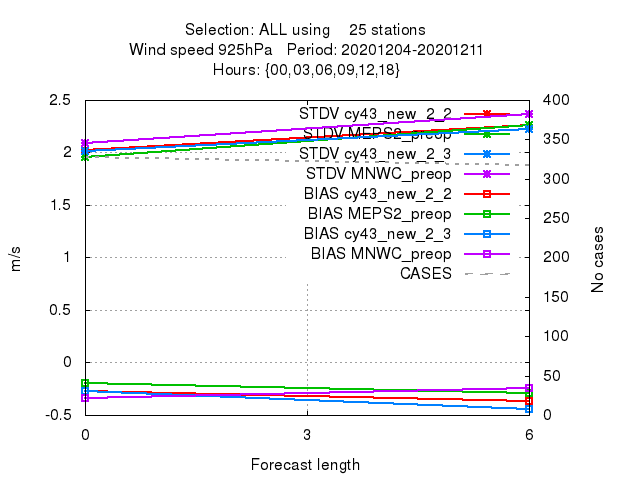 Selection: ALL using 25 stations
Wind speed 925hPa Period: 20201204-20201211
Hours: {00,03,06,09,12,18}
2.5
2
1.5
1
0.5
0
-0.5
m/s
400
350
300
250
200
150
100
50
0
No cases
STDV cy43_new_2_2
STDV MEPS2_preop
STDV cy43_new_2_3
STDV MNWC_preop
BIAS cy43_new_2_2
BIAS MEPS2_preop
BIAS cy43_new_2_3
BIAS MNWC_preop
CASES
0 3 6
Forecast length